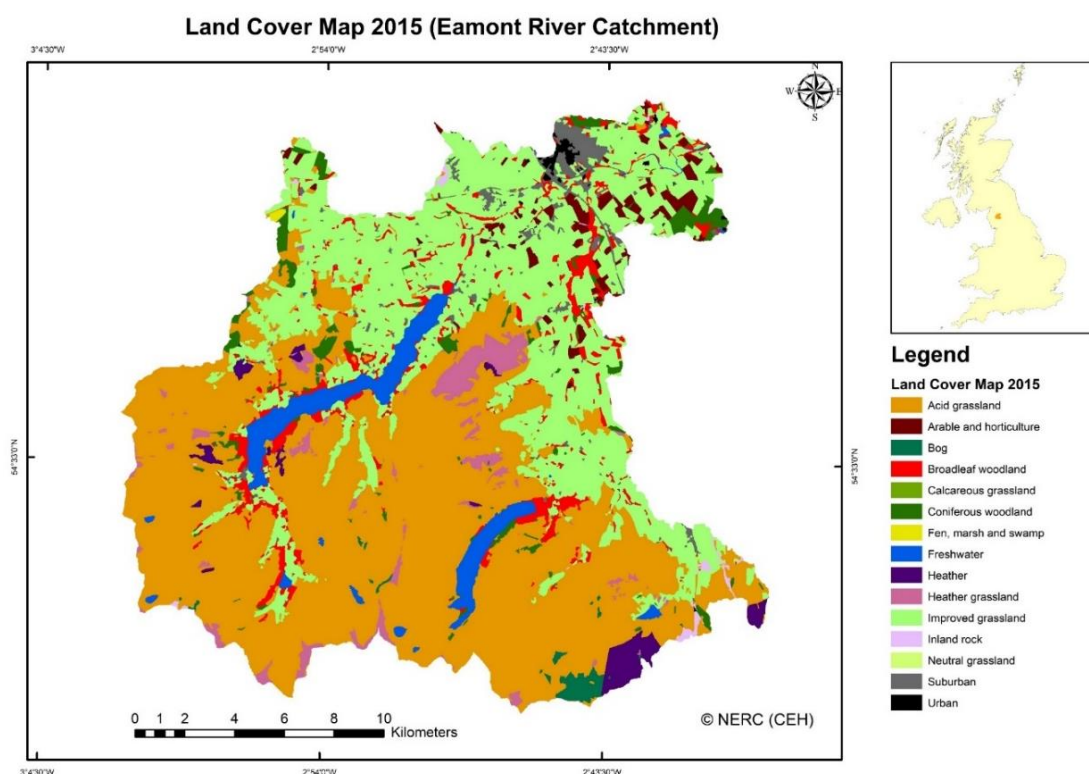 Land Cover Map 2015 (Eamont River Catchment)
3°4'30"W
2°54'0"W
2°43'30"W
N
W E
S
54°33'0"N
54°33'0"N
0 1 2 4 6 8 10
Kilometers
© NERC (CEH)
3°4'30"W
2°54'0"W
2°43'30"W
Legend
Land Cover Map 2015
Acid grassland
Arable and horticulture
Bog
Broadleaf woodland
Calcareous grassland
Coniferous woodland
Fen, marsh and swamp
Freshwater
Heather
Heather grassland
Improved grassland
Inland rock
Neutral grassland
Suburban
Urban